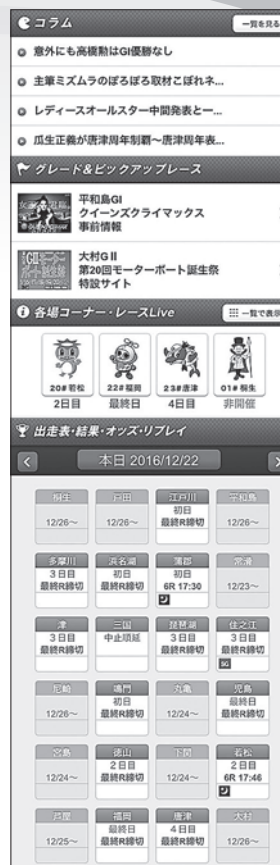 コラム
一覧を見る
意外にも高橋勲はGI優勝なし
主筆ミズムラのぽろぽろ取材こぼれネ...
レディースオールスター中間発表とー...
瓜生正義が唐津周年制覇〜唐津周年表...
グレード&ピックアップレース
平和島GI
クイーンズクライマックス
事前情報
大村GⅡ
第20回モーターボート誕生祭
特設サイト
各場コーナー・レースLive
一覧で表示
20# 若松
22# 福岡
23# 唐津
01# 桐生
2日目
最終日
4日目
非開催
出走表・結果・オッズ・リプレイ
本日 2016/12/22
桐生
戸田
江戸川
平和島
12/26〜
12/26〜
初日
最終R締切
12/26〜
多摩川
浜名湖
蒲郡
常滑
3日目
最終R締切
初日
最終R締切
初日
6R 17:30
12/23〜
津
三国
琵琶湖
住之江
3日目
最終R締切
中止順延
3日目
最終R締切
3日目
最終R締切
SG
尼崎
鳴門
丸亀
児島
12/26〜
初日
最終R締切
12/24〜
最終日
最終R締切
宮島
徳山
下関
若松
12/24〜
2日目
最終R締切
12/24〜
2日目
6R 17:46
芦屋
福岡
唐津
大村
12/25〜
最終日
最終R締切
4日目
最終R締切
12/26〜